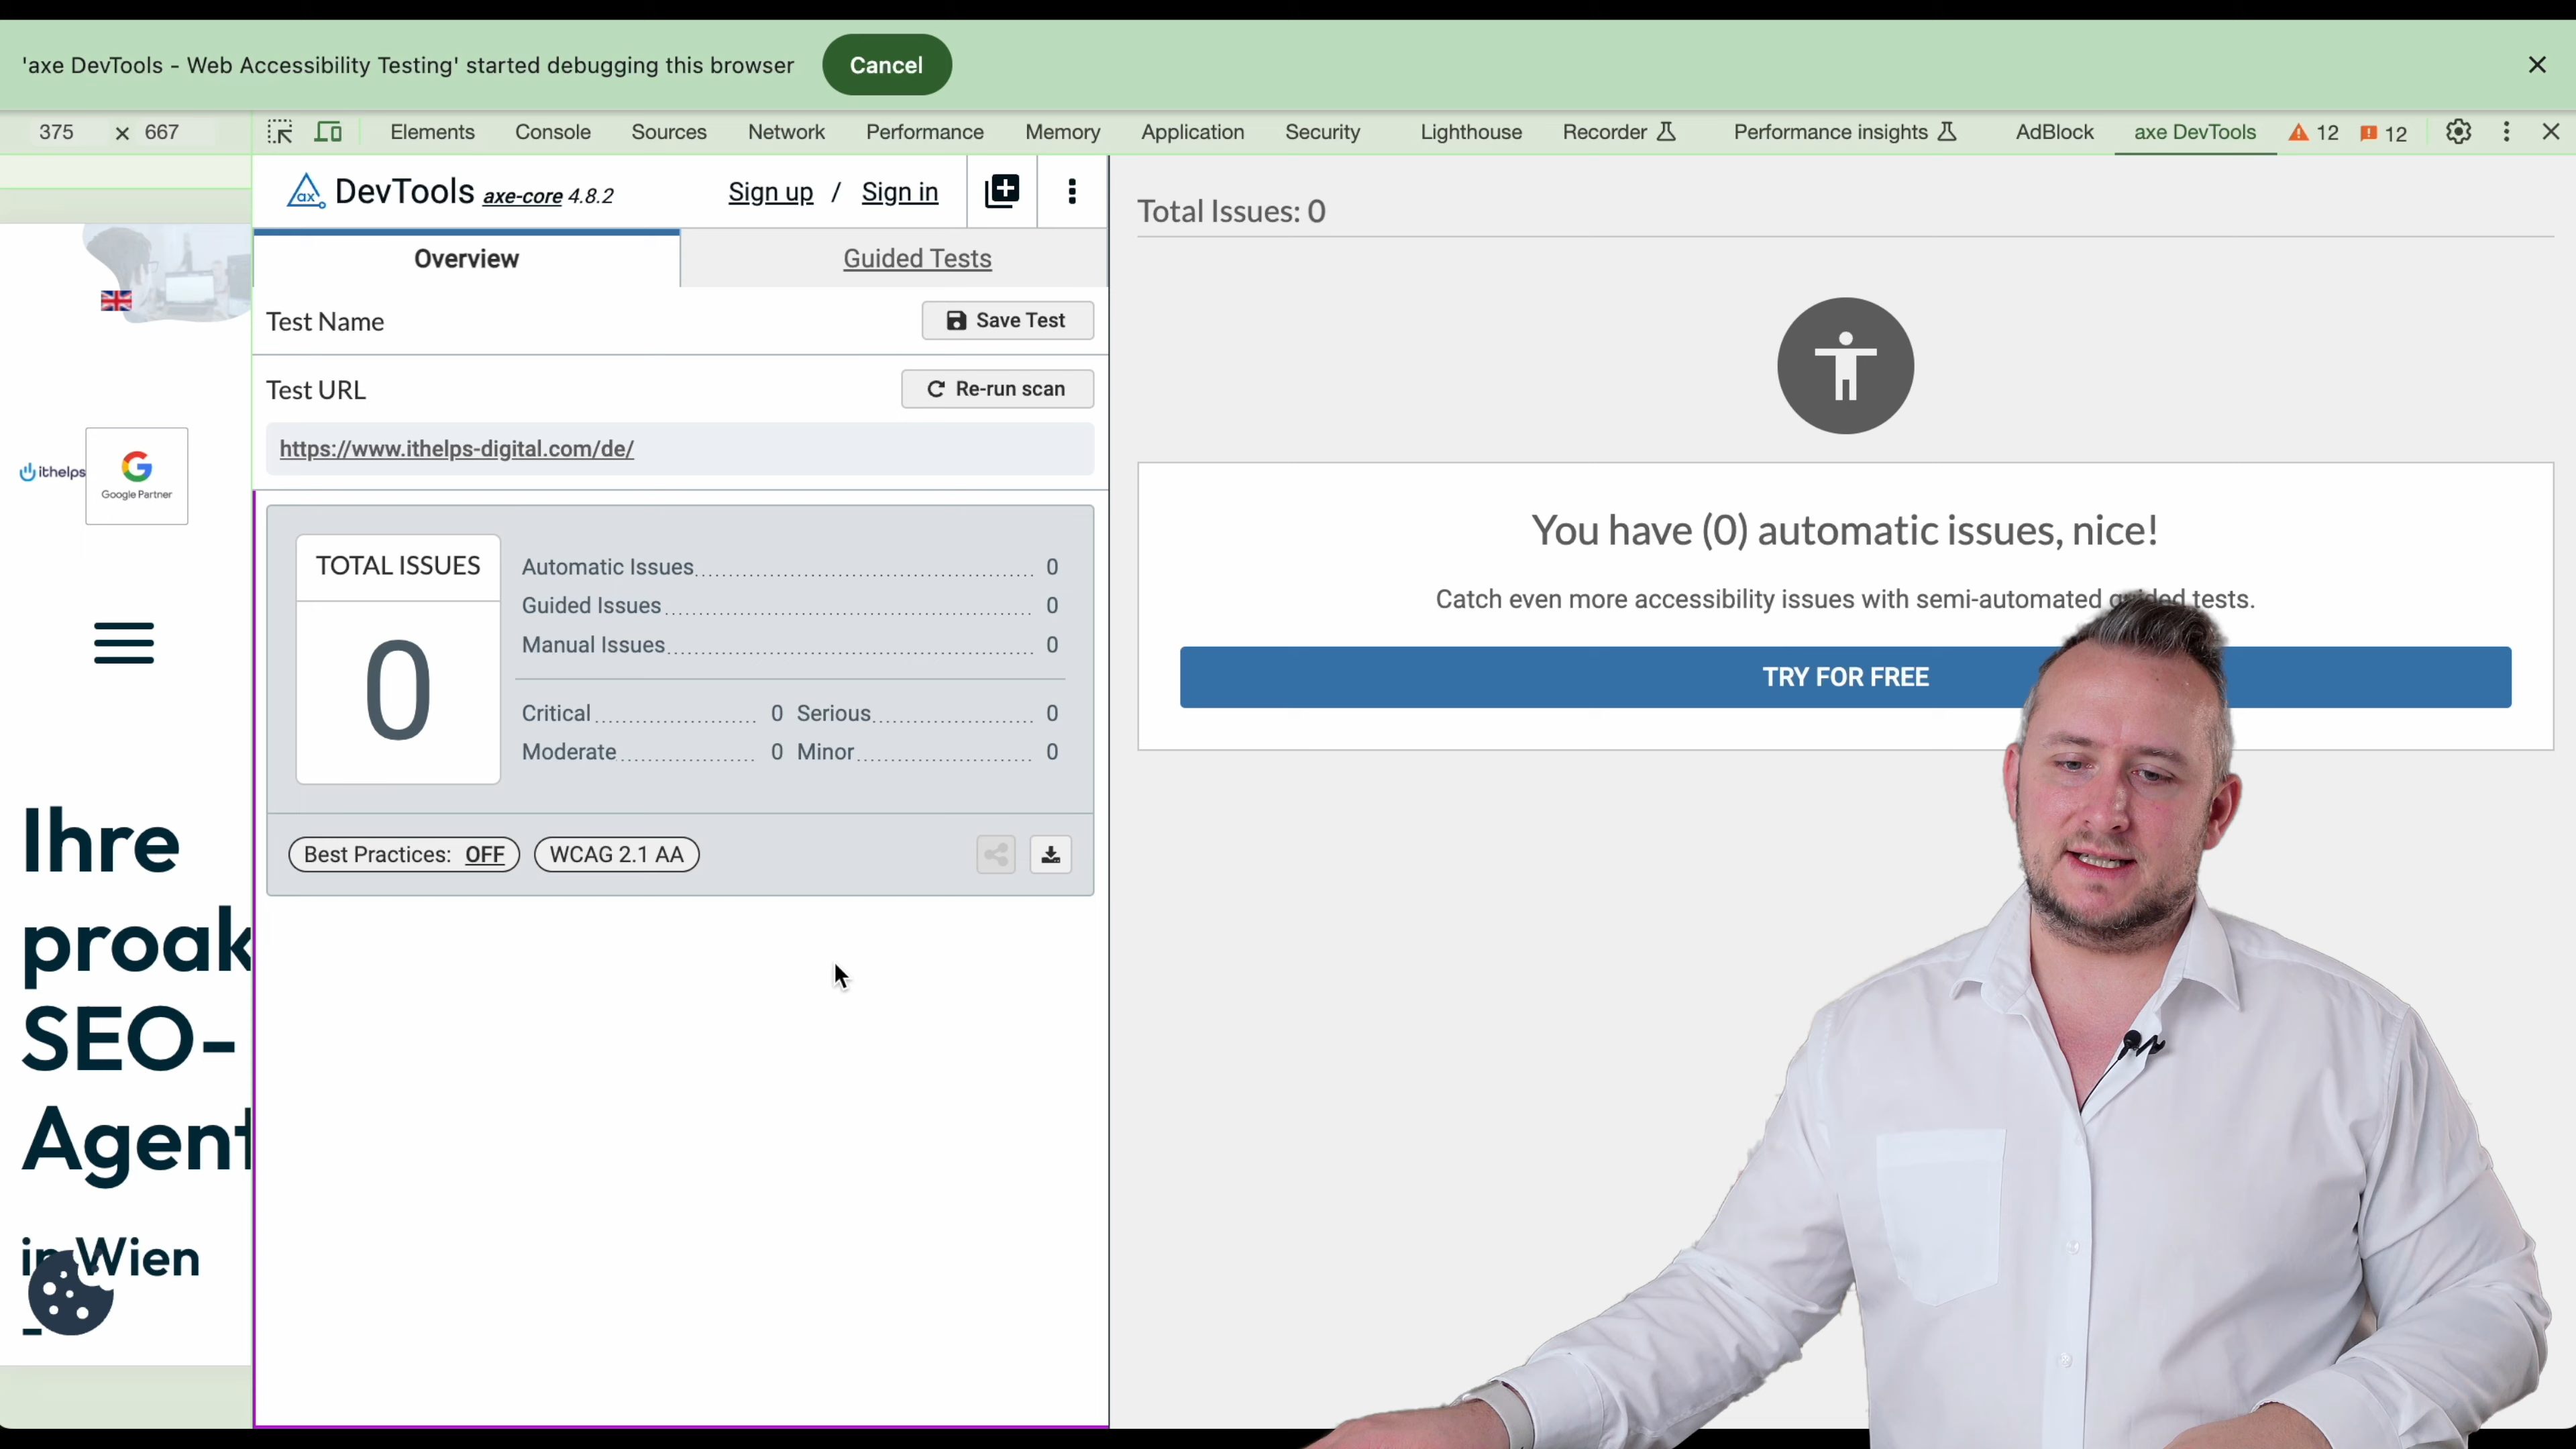 'axe DevTools - Web Accessibility Testing' started debugging this browser
Cancel
375 × 667
Elements
Console
Sources
Network
Performance
Memory
Application
Security
Lighthouse
Recorder
Performance insights
AdBlock
axe DevTools
12
12
ax
DevTools axe-core 4.8.2
Sign up / Sign in
Overview
Guided Tests
Test Name
Save Test
Test URL
Re-run scan
https://www.ithelps-digital.com/de/
TOTAL ISSUES
0
Automatic Issues 0
Guided Issues 0
Manual Issues 0
Critical 0 Serious 0
Moderate 0 Minor 0
Best Practices: OFF
WCAG 2.1 AA
Total Issues: 0
You have (0) automatic issues, nice!
Catch even more accessibility issues with semi-automated guided tests.
TRY FOR FREE
ithelps
G
Google Partner
Ihre
proak
SEO-
Agent
in Wien
-